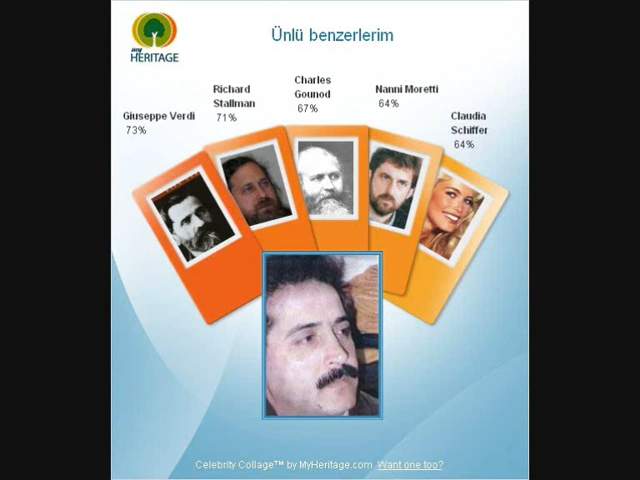 my
HERITAGE
Ünlü benzerlerim
Giuseppe Verdi
73%
Richard
Stallman
71%
Charles
Gounod
67%
Nanni Moretti
64%
Claudia
Schiffer
64%
Celebrity Collage™ by MyHeritage.com Want one too?